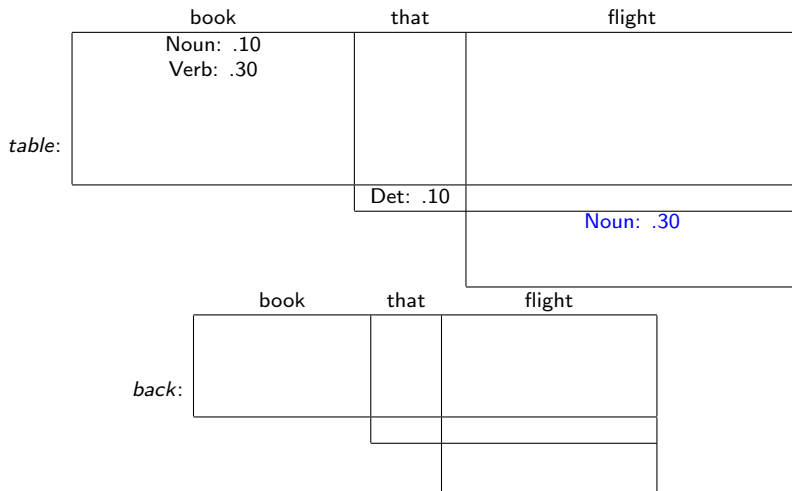 book that flight
Noun: .10
Verb: .30
table:
Det: .10
Noun: .30
book that flight
back: